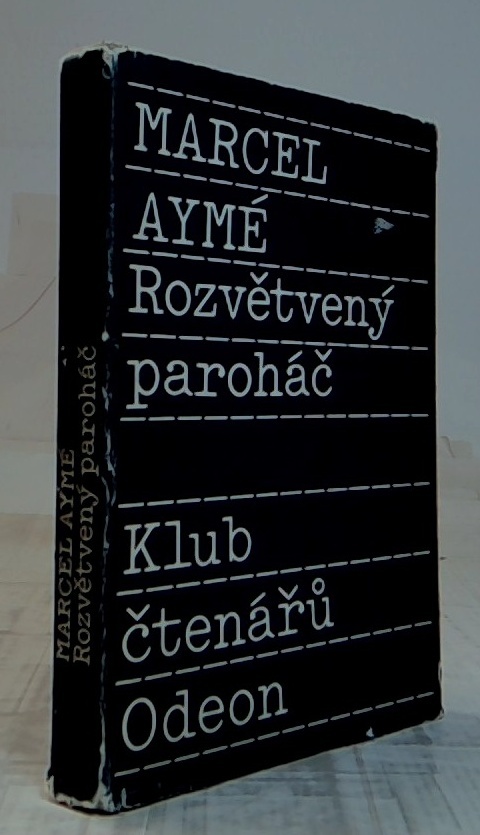 MARCEL
AYMÉ
Rozvětvený
paroháč
Klub
čtenářů
Odeon
MARCEL AYMÉ
Rozvětvený paroháč